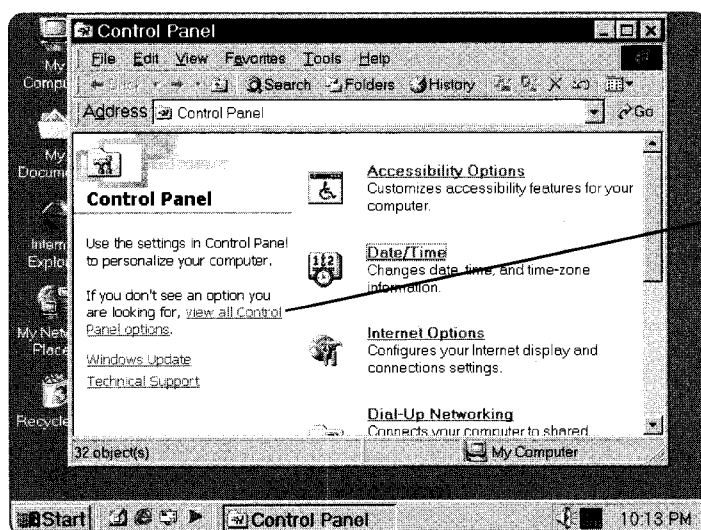 Control Panel
File Edit View Favorites Tools Help
Search Folders History
Address Control Panel Go
Control Panel
Use the settings in Control Panel
to personalize your computer.
If you don't see an option you
are looking for, view all Control
Panel options.
Windows Update
Technical Support
Accessibility Options
Customizes accessibility features for your
computer.
Date/Time
Changes date, time, and time-zone
information.
Internet Options
Configures your Internet display and
connections settings.
Dial-Up Networking
Connects your computer to shared
32 object(s) My Computer
My
Compu
My
Docume
Intern
Explo
My Netw
Place
Recycle
Start Control Panel 10:13 PM